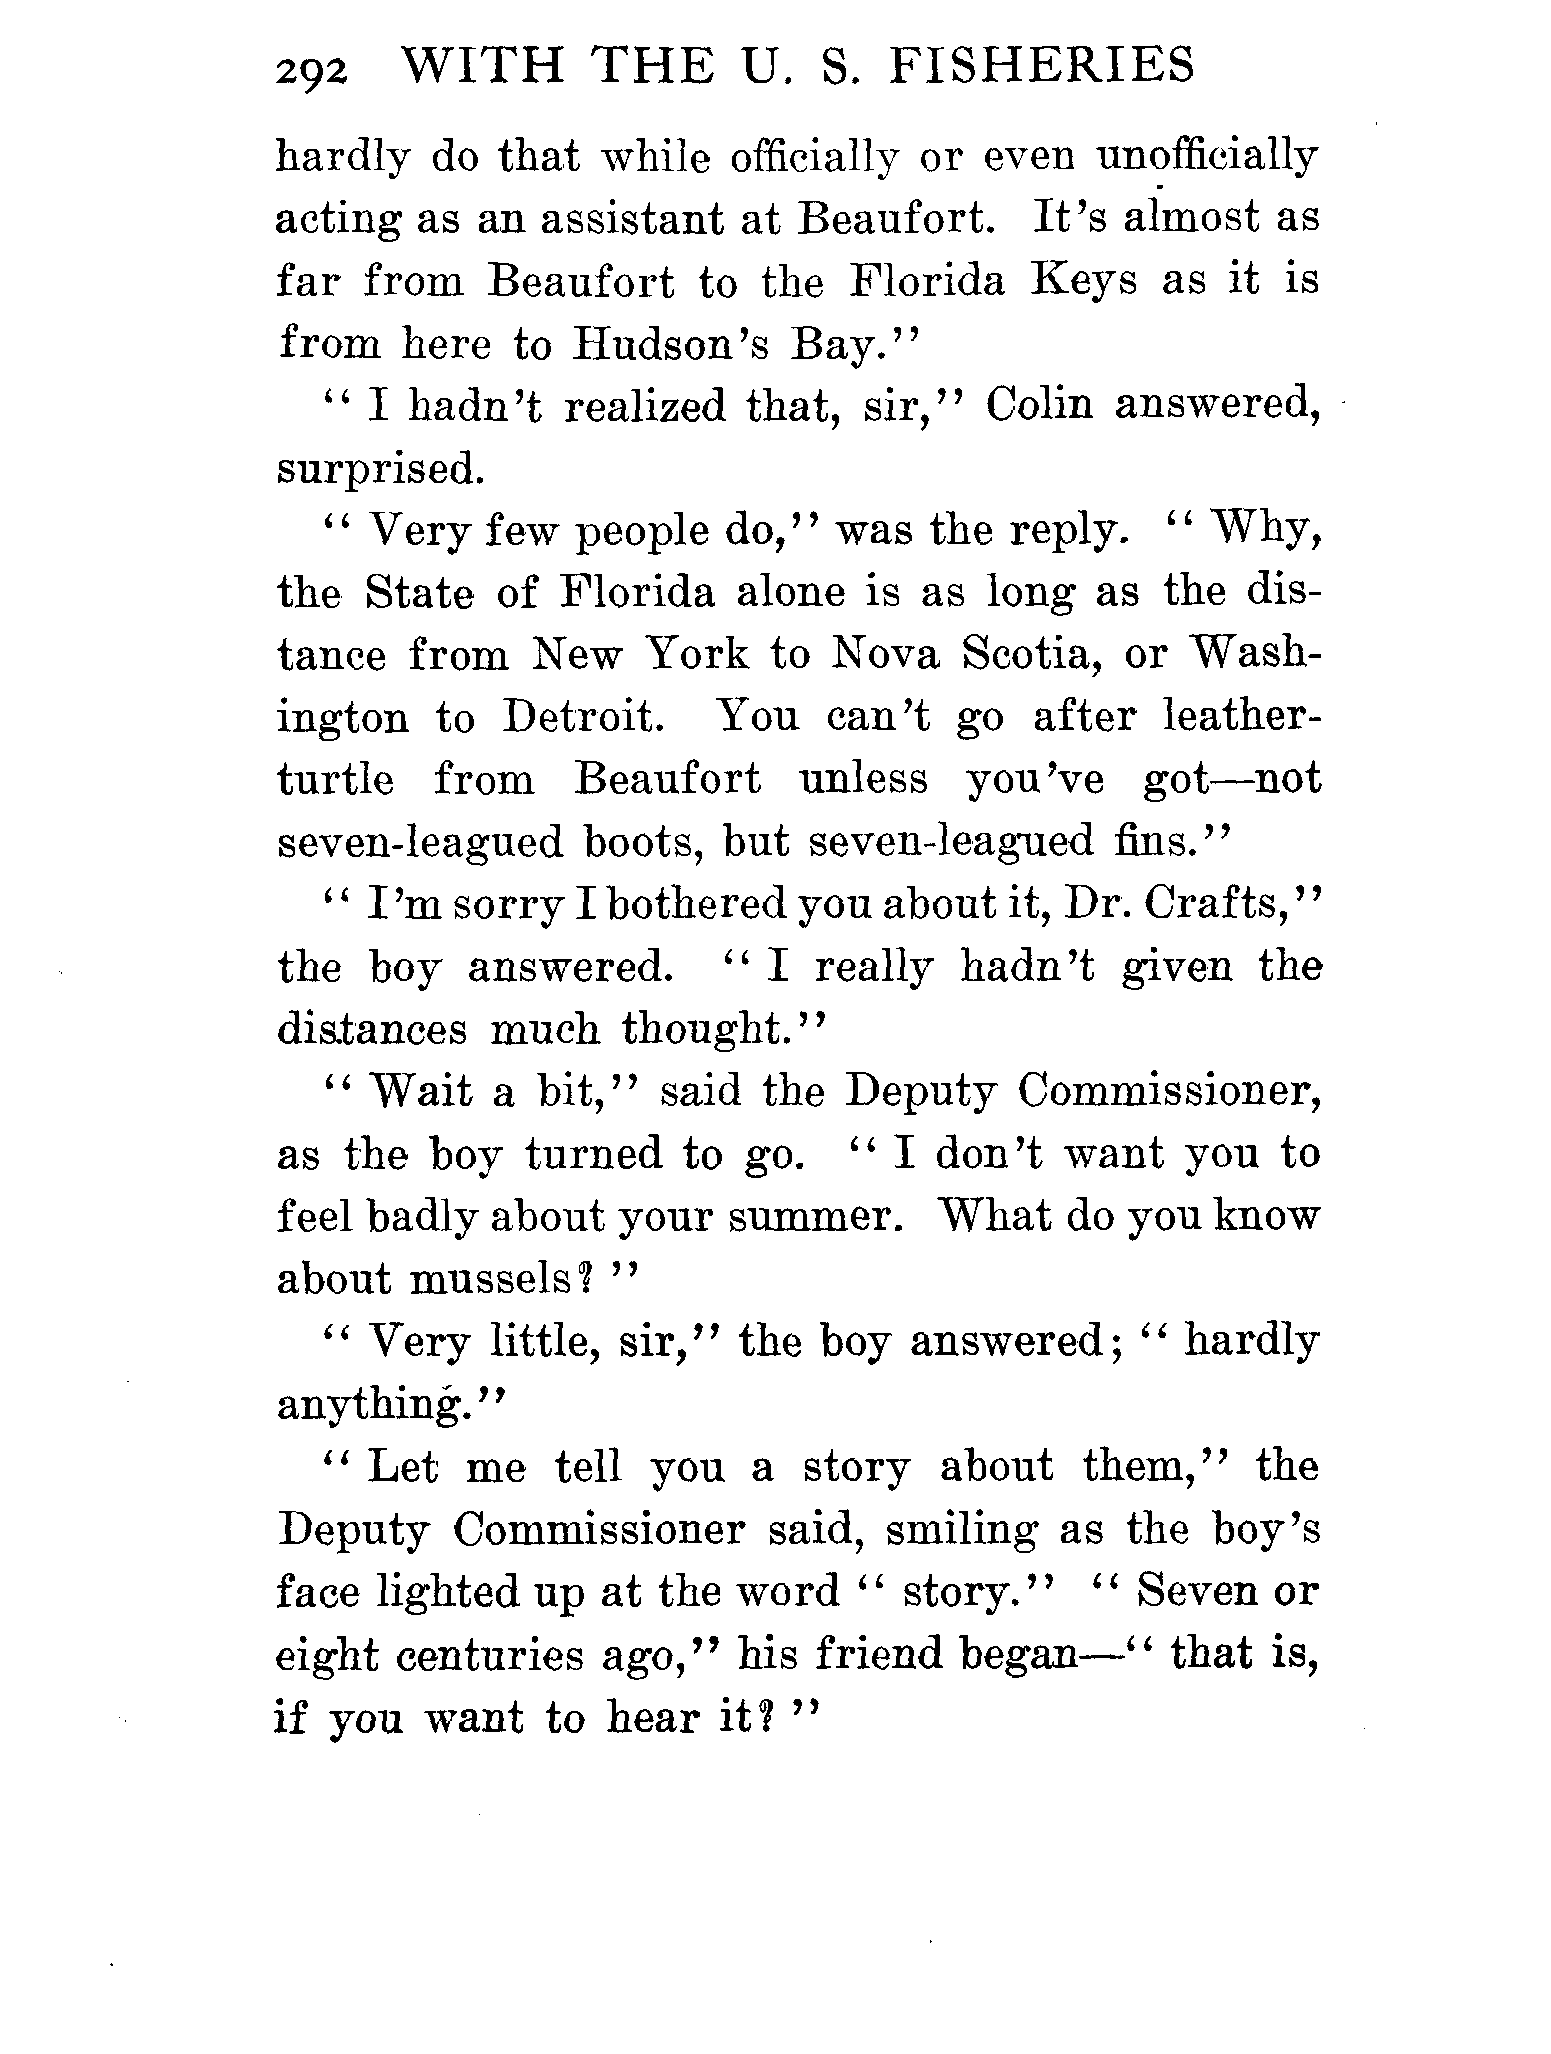 292 WITH THE U. S. FISHERIES
hardly do that while officially or even unofficially
acting as an assistant at Beaufort. It's almost as
far from Beaufort to the Florida Keys as it is
from here to Hudson's Bay.''
"I hadn't realized that, sir,'' Colin answered,
surprised.
"Very few people do,'' was the reply. "Why,
the State of Florida alone is as long as the dis-
tance from New York to Nova Scotia, or Wash-
ington to Detroit. You can't go after leather-
turtle from Beaufort unless you've got—not
seven-leagued boots, but seven-leagued fins.''
"I'm sorry I bothered you about it, Dr. Crafts,''
the boy answered. "I really hadn't given the
distances much thought.''
"Wait a bit,'' said the Deputy Commissioner,
as the boy turned to go. "I don't want you to
feel badly about your summer. What do you know
about mussels?''
"Very little, sir,'' the boy answered; "hardly
anything.''
"Let me tell you a story about them,'' the
Deputy Commissioner said, smiling as the boy's
face lighted up at the word "story.'' "Seven or
eight centuries ago,'' his friend began—"that is,
if you want to hear it?''